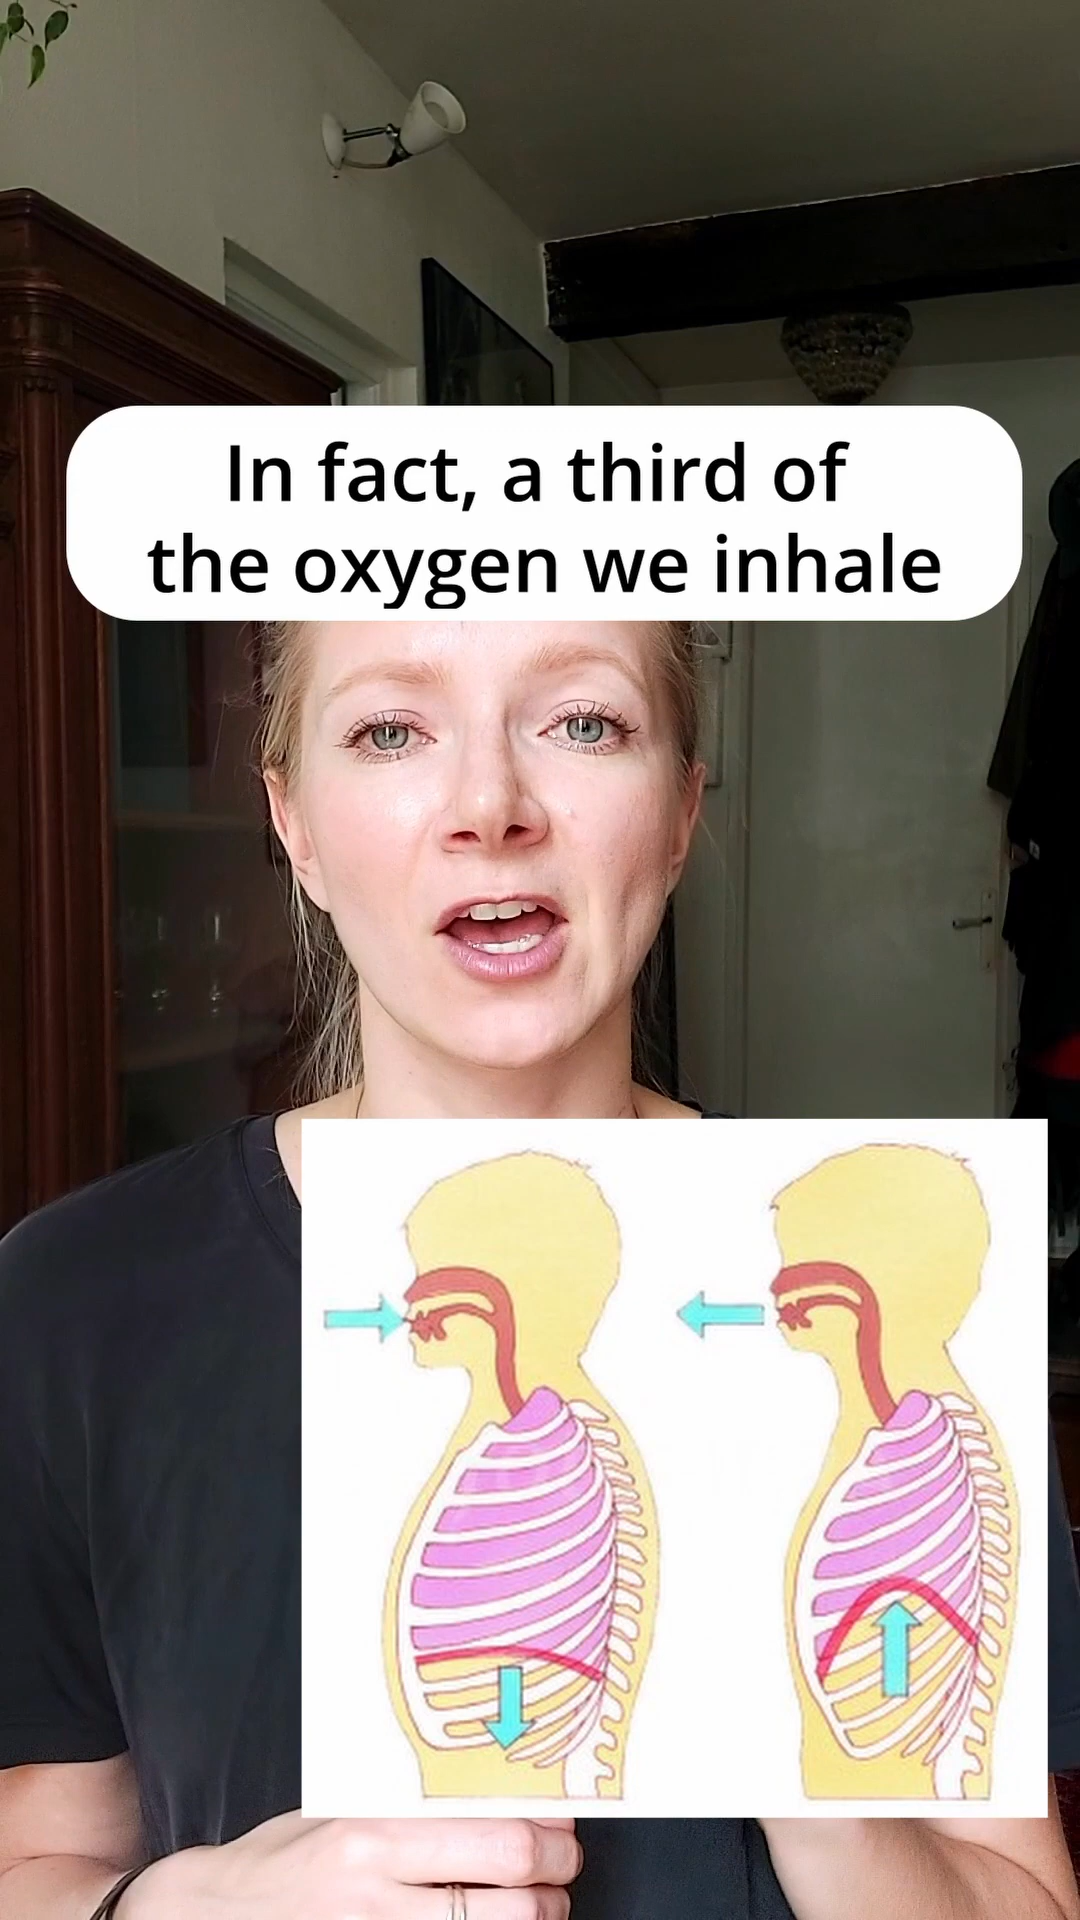 In fact, a third of
the oxygen we inhale